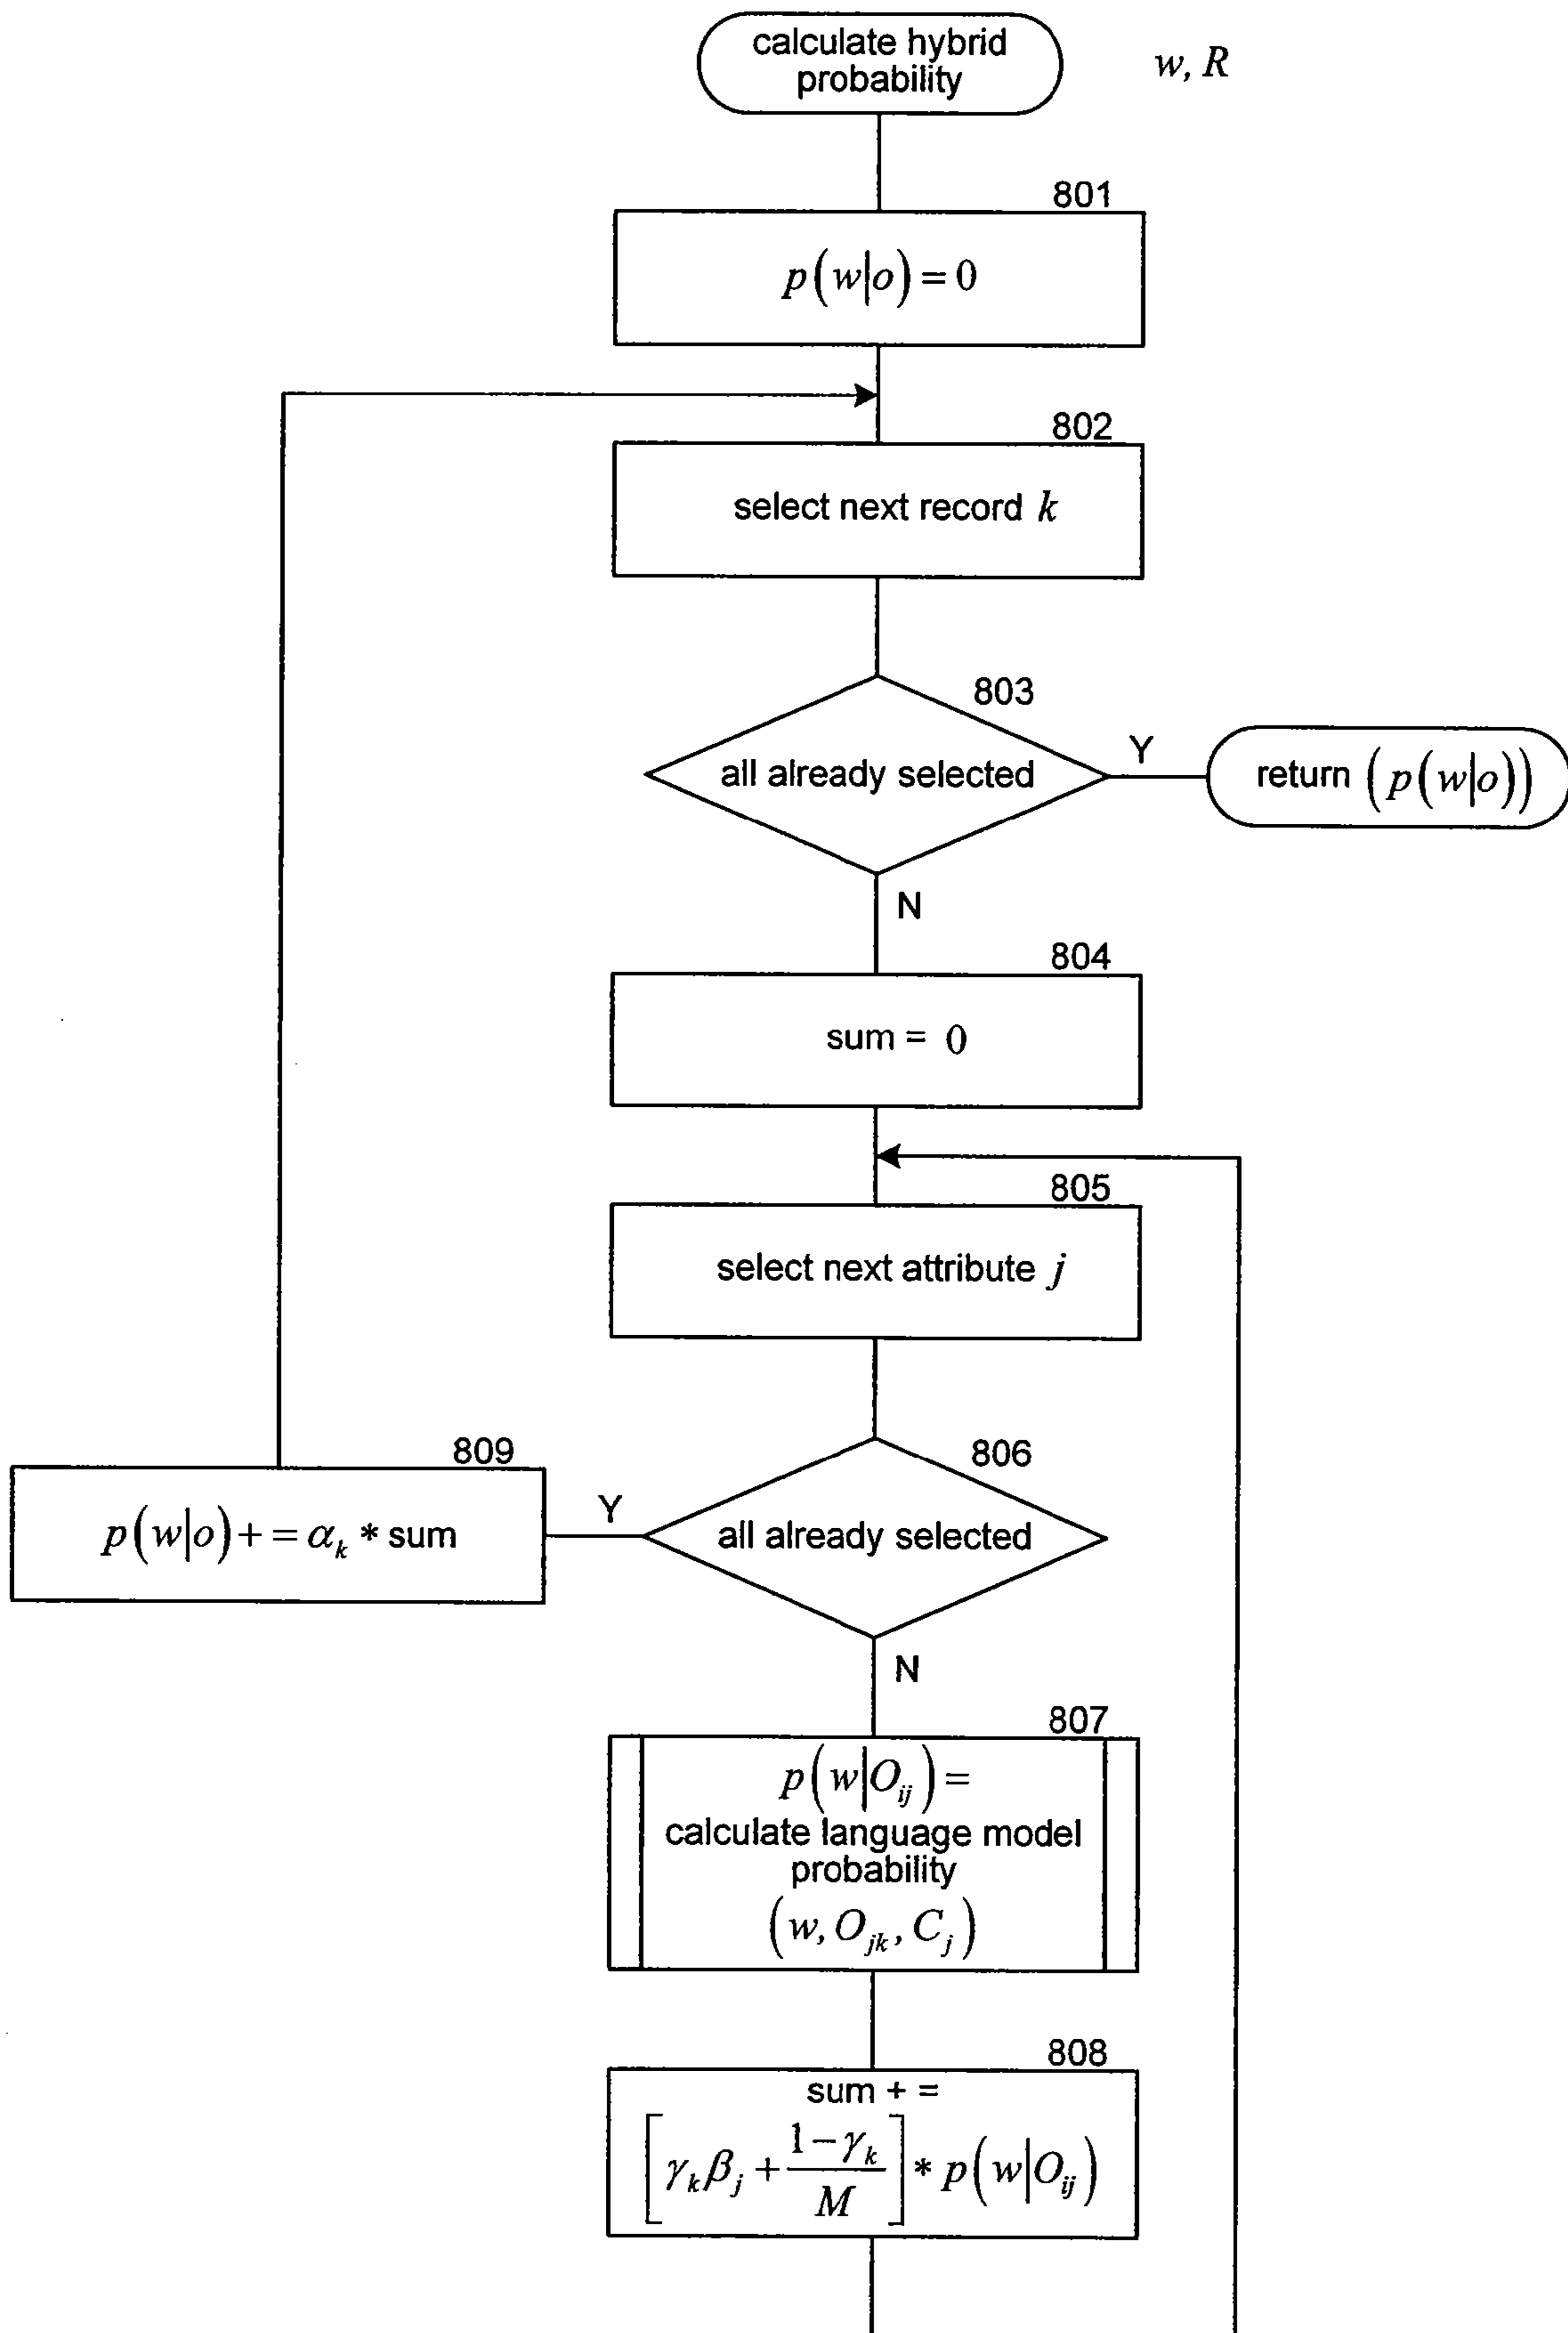 calculate hybrid
probability
w, R
801
p(w|o) = 0
802
select next record k
803
all already selected
Y
return (p(w|o))
N
804
sum = 0
805
select next attribute j
806
all already selected
Y
809
p(w|o) + = α_k * sum
N
807
p(w|O_ij) =
calculate language model
probability
(w, O_jk, C_j)
808
sum + =
[γ_k β_j + (1 − γ_k)/M] * p(w|O_ij)